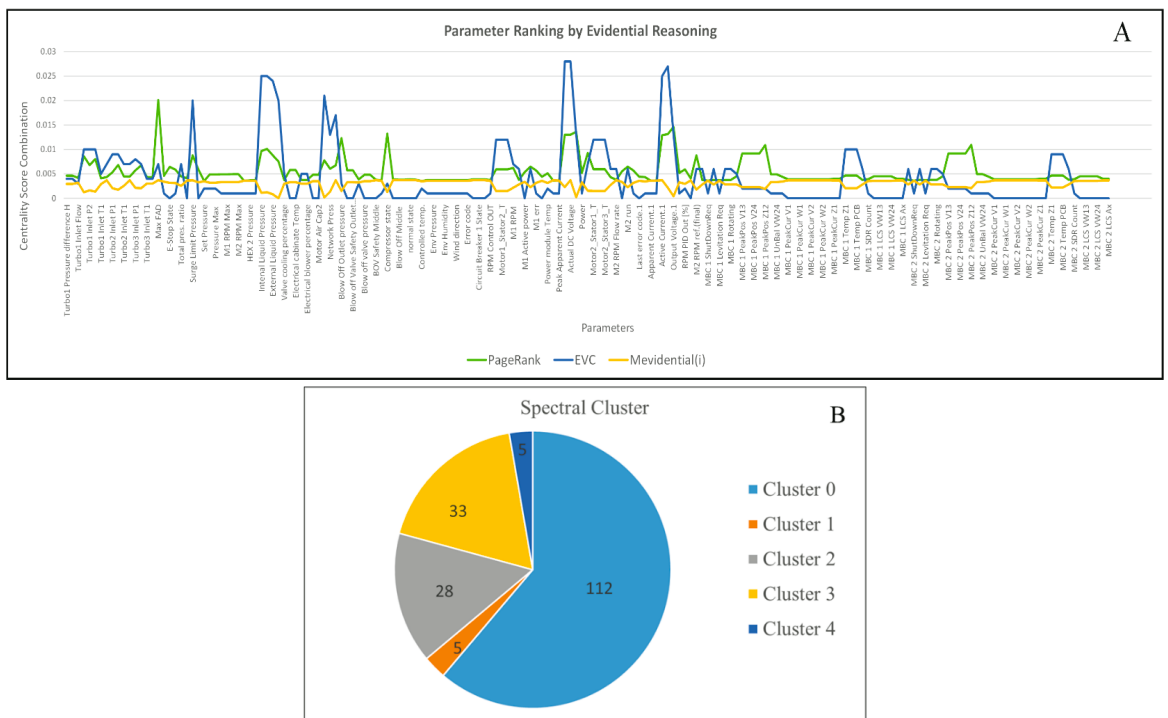 Parameter Ranking by Evidential Reasoning
A
Centrality Score Combination
0.03
0.025
0.02
0.015
0.01
0.005
0
Turbo1 Pressure difference H
Turbo1 Inlet Flow
Turbo1 Inlet P2
Turbo1 Inlet T1
Turbo2 Inlet P1
Turbo2 Inlet T1
Turbo3 Inlet P1
Turbo3 Inlet T1
Max FAD
E-Stop State
Total pres. ratio
Surge Limit Pressure
Set Pressure
Pressure Max
M1 RPM Max
M2 RPM Max
HEX 2 Pressure
Internal Liquid Pressure
External Liquid Pressure
Valve cooling percentage
Electrical cabinate Temp
Electrical blower percentage
Motor Air Cap2
Network Press
Blow Off Outlet pressure
Blow off Valve Safety Outlet
Blow off valve pressure
BOV Safety Middle
Compressor state
Blow Off Middle
normal state
Controlled temp.
Env Pressure
Env Humidity
Wind direction
Error code
Circuit Breaker 1 State
RPM Control OUT
Motor1_Stator2_T
M1 RPM
M1 Active power
M1 err
Power module Temp
Peak Apparent Current
Actual DC Voltage
Power
Motor2_Stator1_T
Motor2_Stator3_T
M2 RPM Flow rate
M2 run
Last error code.1
Apparent Current.1
Active Current.1
Output Voltage.1
RPM PID Out (%)
M2 RPM ref.(final)
MBC 1 ShutDownReq
MBC 1 Levitation Req
MBC 1 Rotating
MBC 1 PeakPos V13
MBC 1 PeakPos V24
MBC 1 PeakPos Z12
MBC 1 UnBal VW24
MBC 1 PeakCur V1
MBC 1 PeakCur W1
MBC 1 PeakCur V2
MBC 1 PeakCur W2
MBC 1 PeakCur Z1
MBC 1 Temp Z1
MBC 1 Temp PCB
MBC 1 SDR Count
MBC 1 LCS VW13
MBC 1 LCS VW24
MBC 1 LCS Ax
MBC 2 ShutDownReq
MBC 2 Levitation Req
MBC 2 Rotating
MBC 2 PeakPos V13
MBC 2 PeakPos V24
MBC 2 PeakPos Z12
MBC 2 UnBal VW24
MBC 2 PeakCur V1
MBC 2 PeakCur W1
MBC 2 PeakCur V2
MBC 2 PeakCur W2
MBC 2 PeakCur Z1
MBC 2 Temp Z1
MBC 2 Temp PCB
MBC 2 SDR Count
MBC 2 LCS VW13
MBC 2 LCS VW24
MBC 2 LCS Ax
Parameters
PageRank
EVC
Mevidential(i)
Spectral Cluster
B
5
33
28
5
112
Cluster 0
Cluster 1
Cluster 2
Cluster 3
Cluster 4